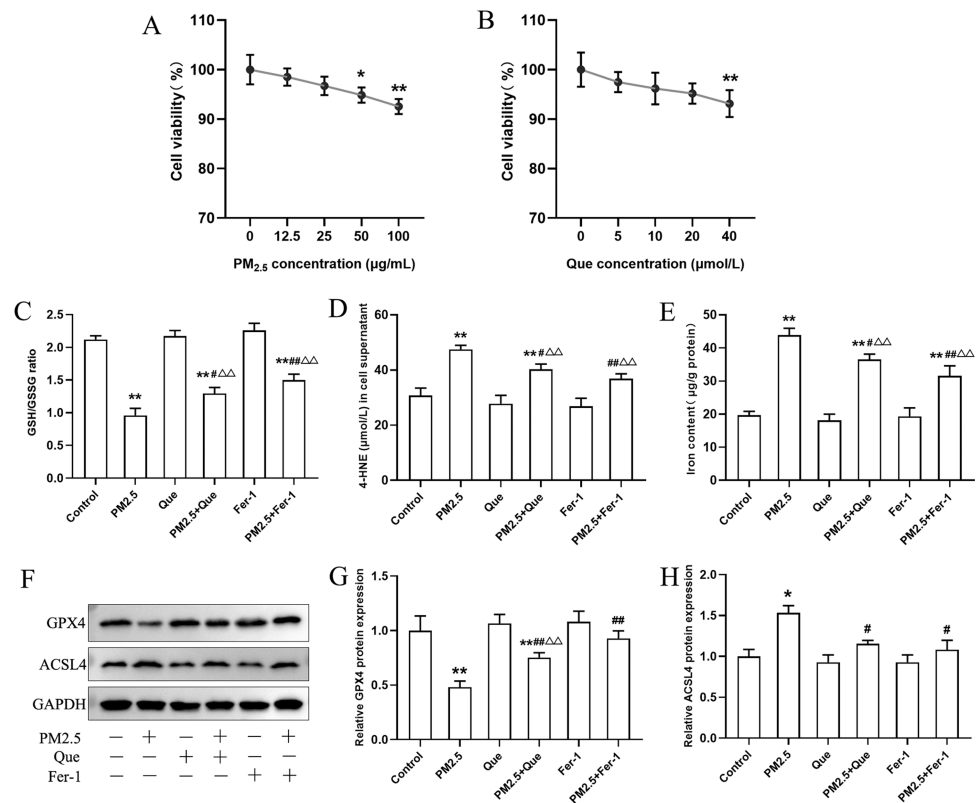 A
Cell viability( %)
110
100
90
80
70
*
**
0 12.5 25 50 100
PM2.5 concentration (μg/mL)
B
Cell viability( %)
110
100
90
80
70
**
0 5 10 20 40
Que concentration (μmol/L)
C
GSH/GSSG ratio
2.5
2.0
1.5
1.0
0.5
0.0
**
**#△△
**##△△
Control PM2.5 Que PM2.5+Que Fer-1 PM2.5+Fer-1
D
4-HNE (μmol/L) in cell supernatant
60
40
20
0
**
**#△△
##△△
Control PM2.5 Que PM2.5+Que Fer-1 PM2.5+Fer-1
E
Iron content( μg/g protein)
50
40
30
20
10
0
**
**#△△
**##△△
Control PM2.5 Que PM2.5+Que Fer-1 PM2.5+Fer-1
F
GPX4
ACSL4
GAPDH
PM2.5 — + — + — +
Que — — + + — —
Fer-1 — — — — + +
G
Relative GPX4 protein expression
1.5
1.0
0.5
0.0
**
**##△△
##
Control PM2.5 Que PM2.5+Que Fer-1 PM2.5+Fer-1
H
Relative ACSL4 protein expression
2.0
1.5
1.0
0.5
0.0
*
#
#
Control PM2.5 Que PM2.5+Que Fer-1 PM2.5+Fer-1